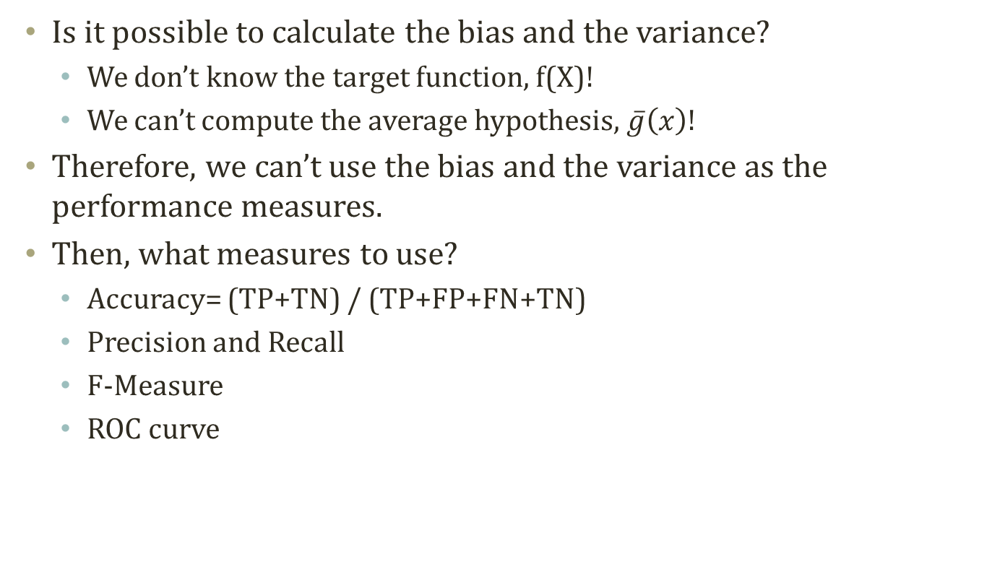 • Is it possible to calculate the bias and the variance?
• We don’t know the target function, f(X)!
• We can’t compute the average hypothesis, ḡ(x)!
• Therefore, we can’t use the bias and the variance as the
performance measures.
• Then, what measures to use?
• Accuracy= (TP+TN) / (TP+FP+FN+TN)
• Precision and Recall
• F-Measure
• ROC curve